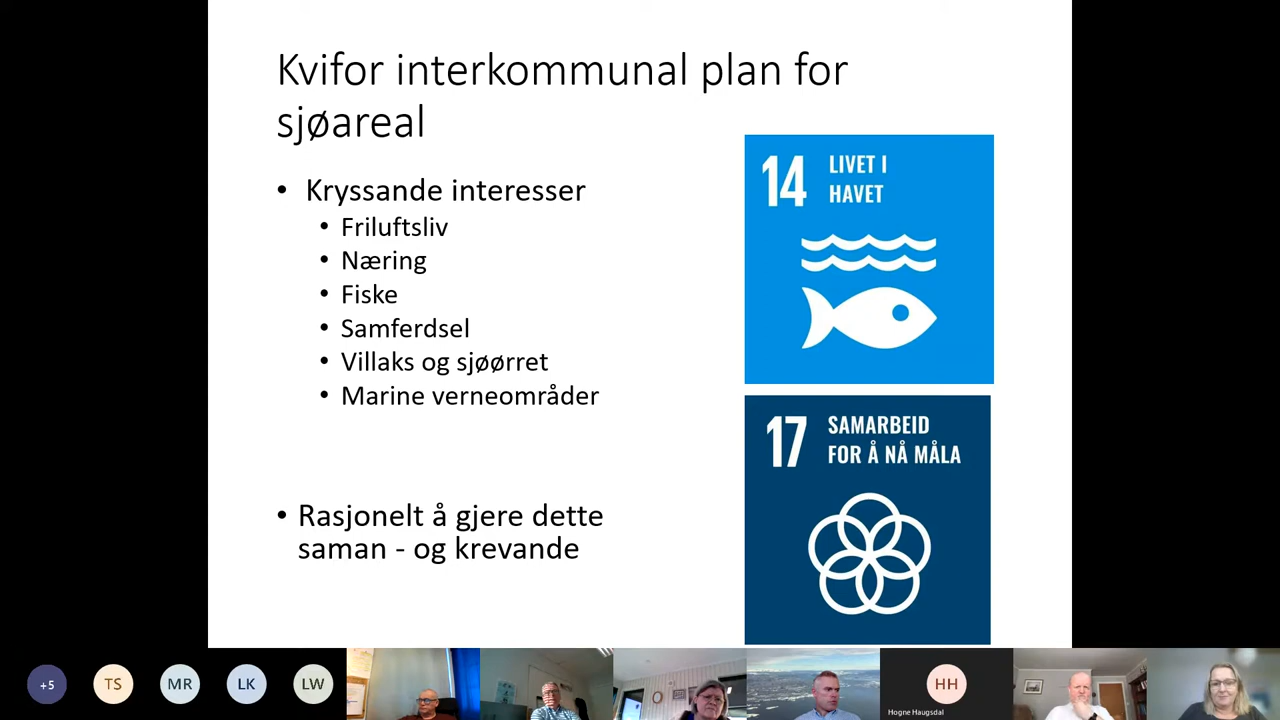 Kvifor interkommunal plan for
sjøareal
• Kryssande interesser
• Friluftsliv
• Næring
• Fiske
• Samferdsel
• Villaks og sjøørret
• Marine verneområder
• Rasjonelt å gjere dette
saman - og krevande
14 LIVET I
HAVET
17 SAMARBEID
FOR Å NÅ MÅLA
+5
TS
MR
LK
LW
HH
Hogne Haugsdal